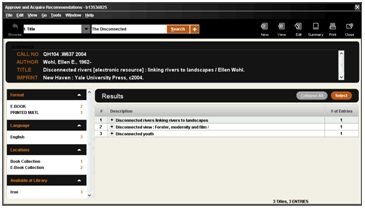 Approve and Acquire Recommendations - b13536825
File Edit View Go Tools Window Help
Browse Title The Disconnected Search + New View Edit Summary Print Close
CALL NO QH104 .W637 2004
AUTHOR Wohl, Ellen E., 1962-
TITLE Disconnected rivers [electronic resource] : linking rivers to landscapes / Ellen Wohl.
IMPRINT New Haven : Yale University Press, c2004.
Format
E-BOOK 2
PRINTED MATL 1
Language
English 3
Locations
Book Collection 1
E-Book Collection 2
Available at Library
true 3
Results Collapse All Select
# Description # of Entries
1 + Disconnected rivers linking rivers to landscapes 1
2 + Disconnected view : Forster, modernity and film / 1
3 + Disconnected youth 1
3 Titles, 3 ENTRIES